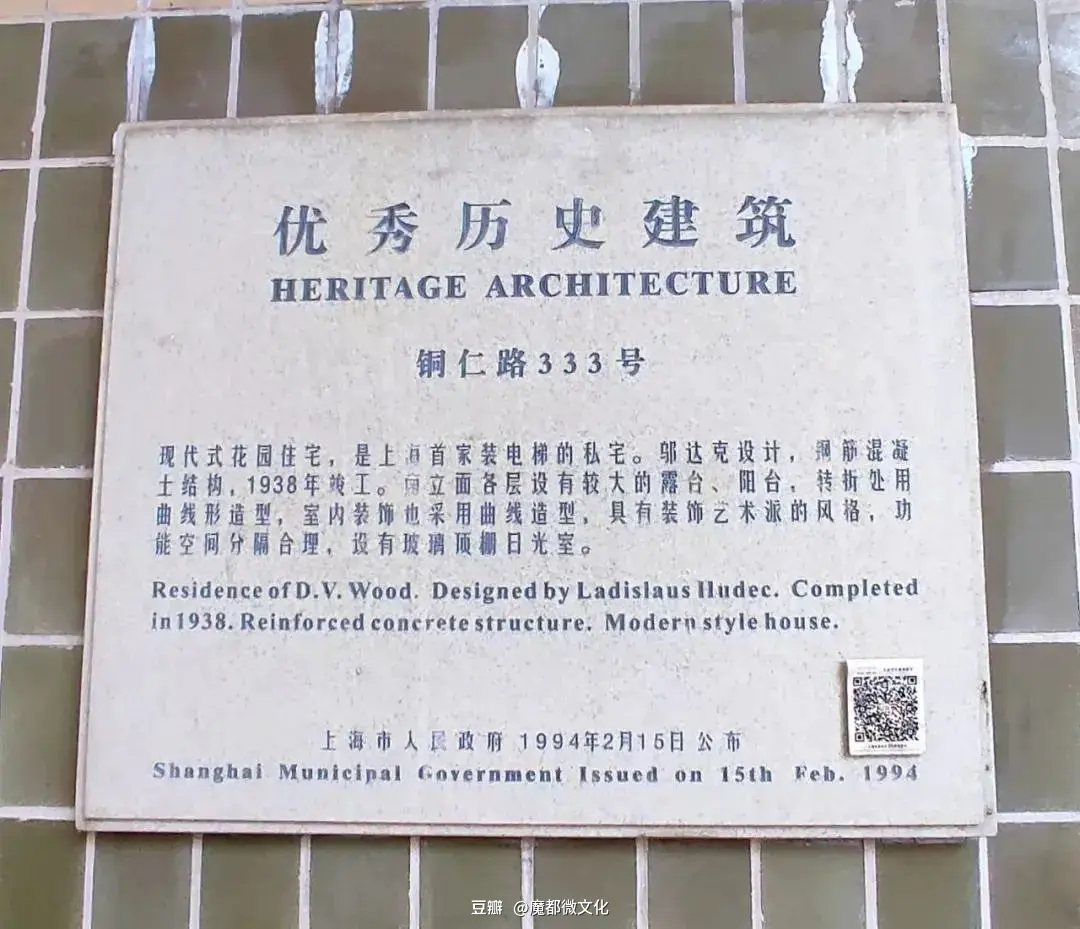 优秀历史建筑
HERITAGE ARCHITECTURE
铜仁路333号
现代式花园住宅，是上海首家装电梯的私宅。邬达克设计，钢筋混凝
土结构，1938年竣工。南立面各层设有较大的露台、阳台，转折处用
曲线形造型，室内装饰也采用曲线造型，具有装饰艺术派的风格，功
能空间分隔合理，设有玻璃顶棚日光室。
Residence of D.V. Wood. Designed by Ladislaus Hudec. Completed
in 1938. Reinforced concrete structure. Modern style house.
上海市人民政府 1994年2月15日公布
Shanghai Municipal Government Issued on 15th Feb. 1994
豆瓣 @魔都微文化